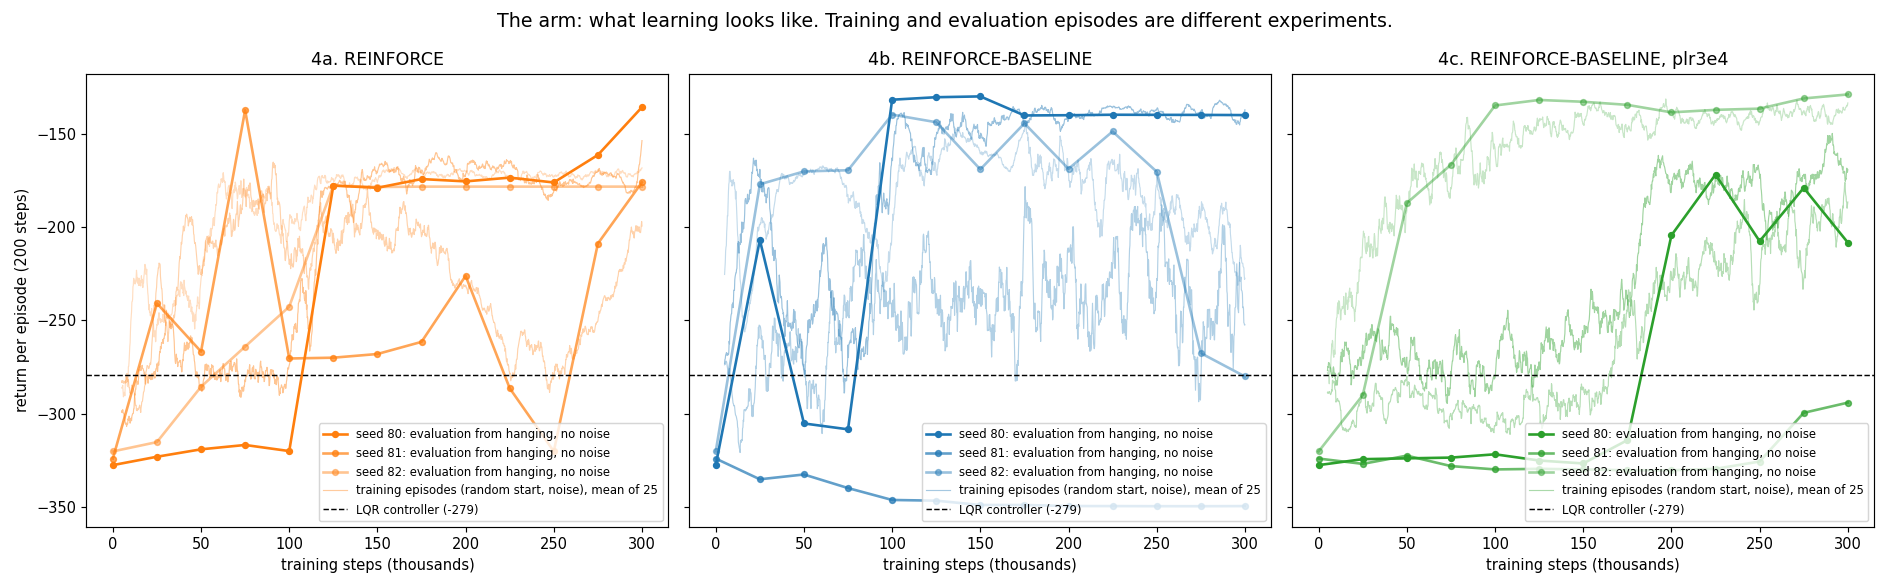 The arm: what learning looks like. Training and evaluation episodes are different experiments.
4a. REINFORCE
return per episode (200 steps)
−150
−200
−250
−300
−350
seed 80: evaluation from hanging, no noise
seed 81: evaluation from hanging, no noise
seed 82: evaluation from hanging, no noise
training episodes (random start, noise), mean of 25
LQR controller (-279)
0 50 100 150 200 250 300
training steps (thousands)
4b. REINFORCE-BASELINE
seed 80: evaluation from hanging, no noise
seed 81: evaluation from hanging, no noise
seed 82: evaluation from hanging, no noise
training episodes (random start, noise), mean of 25
LQR controller (-279)
0 50 100 150 200 250 300
training steps (thousands)
4c. REINFORCE-BASELINE, plr3e4
seed 80: evaluation from hanging, no noise
seed 81: evaluation from hanging, no noise
seed 82: evaluation from hanging, no noise
training episodes (random start, noise), mean of 25
LQR controller (-279)
0 50 100 150 200 250 300
training steps (thousands)